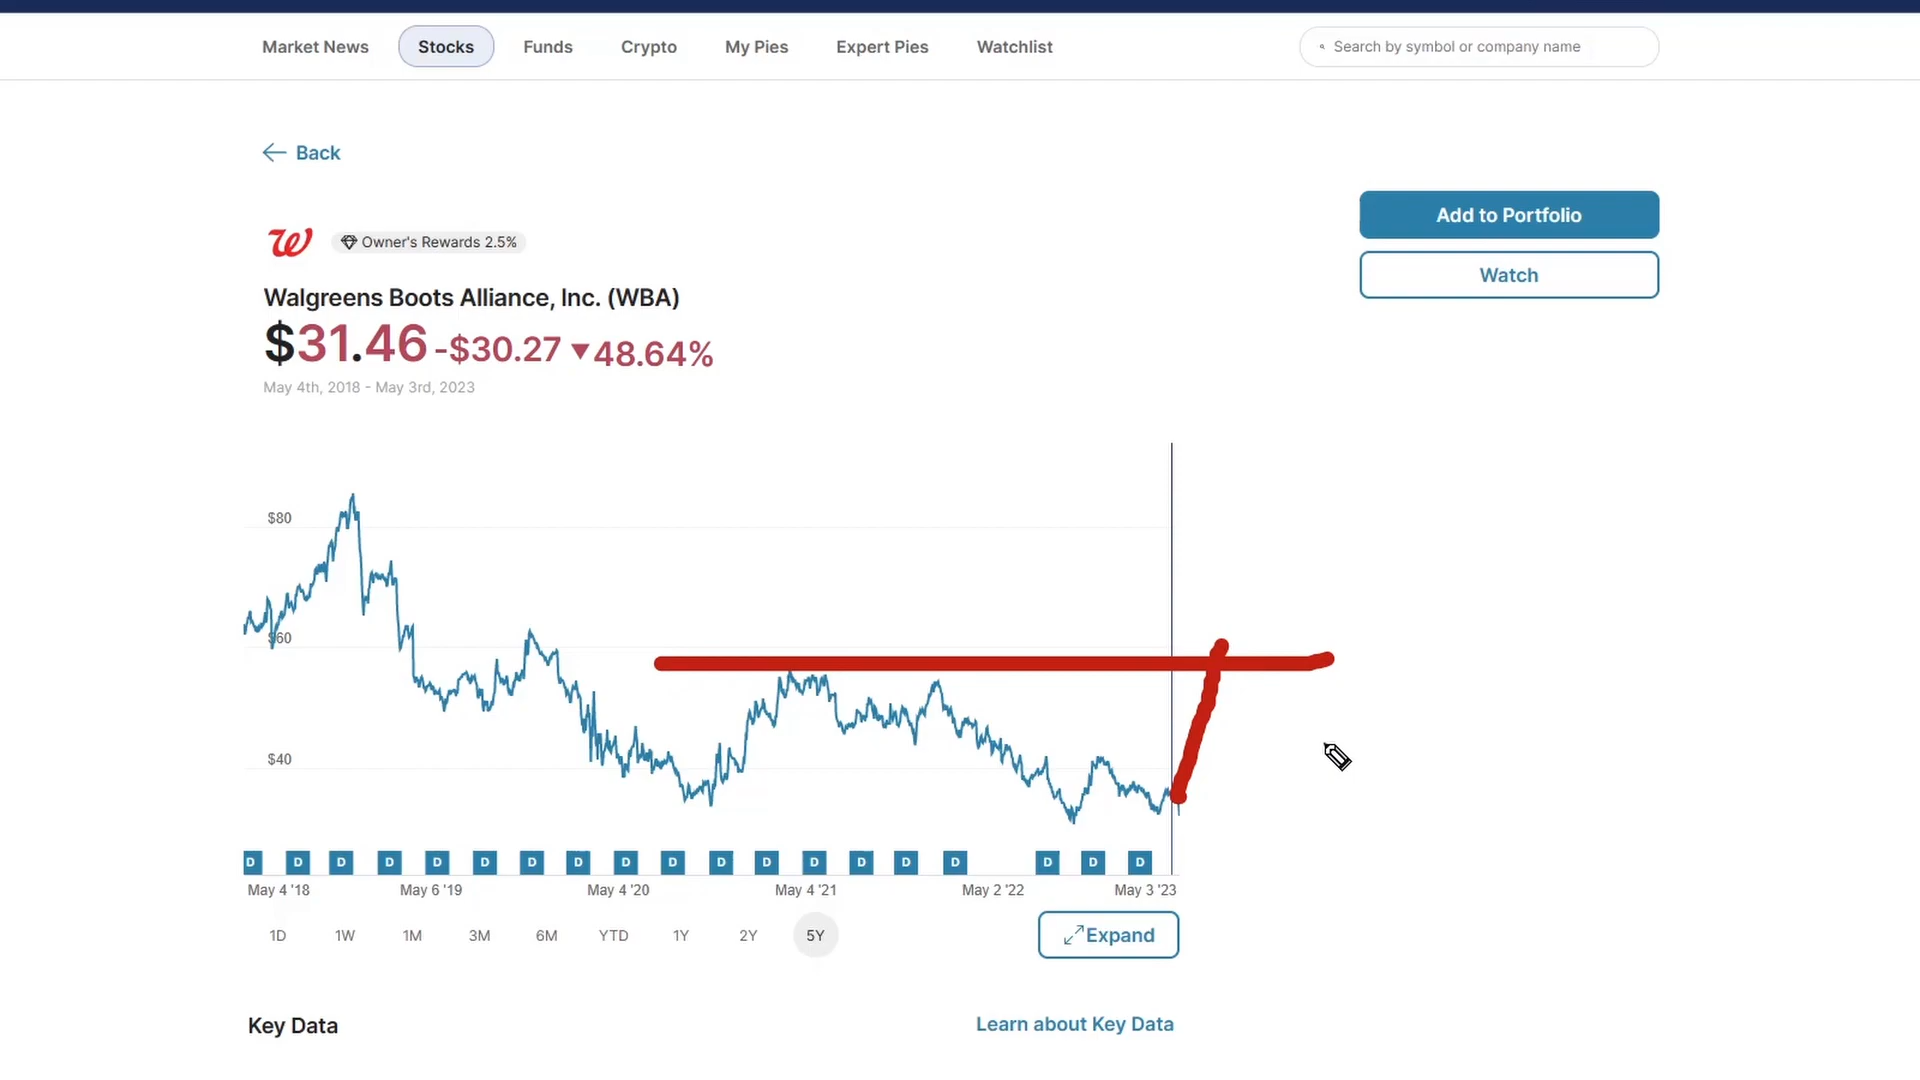 Market News Stocks Funds Crypto My Pies Expert Pies Watchlist Search by symbol or company name
Back
Add to Portfolio
Owner's Rewards 2.5%
Watch
Walgreens Boots Alliance, Inc. (WBA)
$31.46 -$30.27 ▼48.64%
May 4th, 2018 - May 3rd, 2023
$80
$60
$40
D D D D D D D D D D D D D D D D D D D
May 4 '18 May 6 '19 May 4 '20 May 4 '21 May 2 '22 May 3 '23
1D 1W 1M 3M 6M YTD 1Y 2Y 5Y Expand
Key Data Learn about Key Data